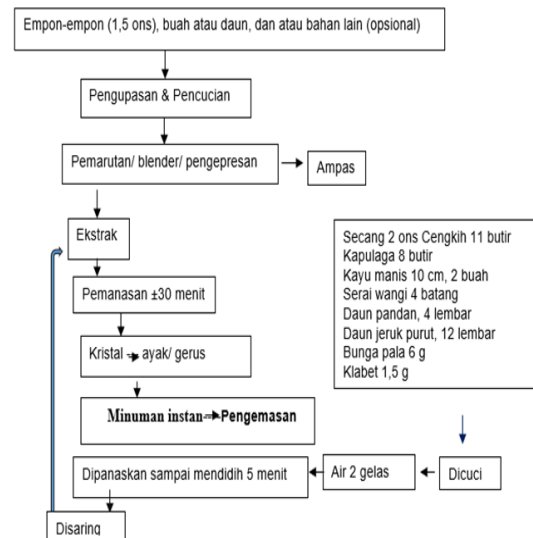 Empon-empon (1,5 ons), buah atau daun, dan atau bahan lain (opsional)
Pengupasan & Pencucian
Pemarutan/ blender/ pengepresan
Ampas
Ekstrak
Pemanasan ±30 menit
Kristal ayak/ gerus
Minuman instan Pengemasan
Secang 2 ons Cengkih 11 butir
Kapulaga 8 butir
Kayu manis 10 cm, 2 buah
Serai wangi 4 batang
Daun pandan, 4 lembar
Daun jeruk purut, 12 lembar
Bunga pala 6 g
Klabet 1,5 g
Dicuci
Air 2 gelas
Dipanaskan sampai mendidih 5 menit
Disaring